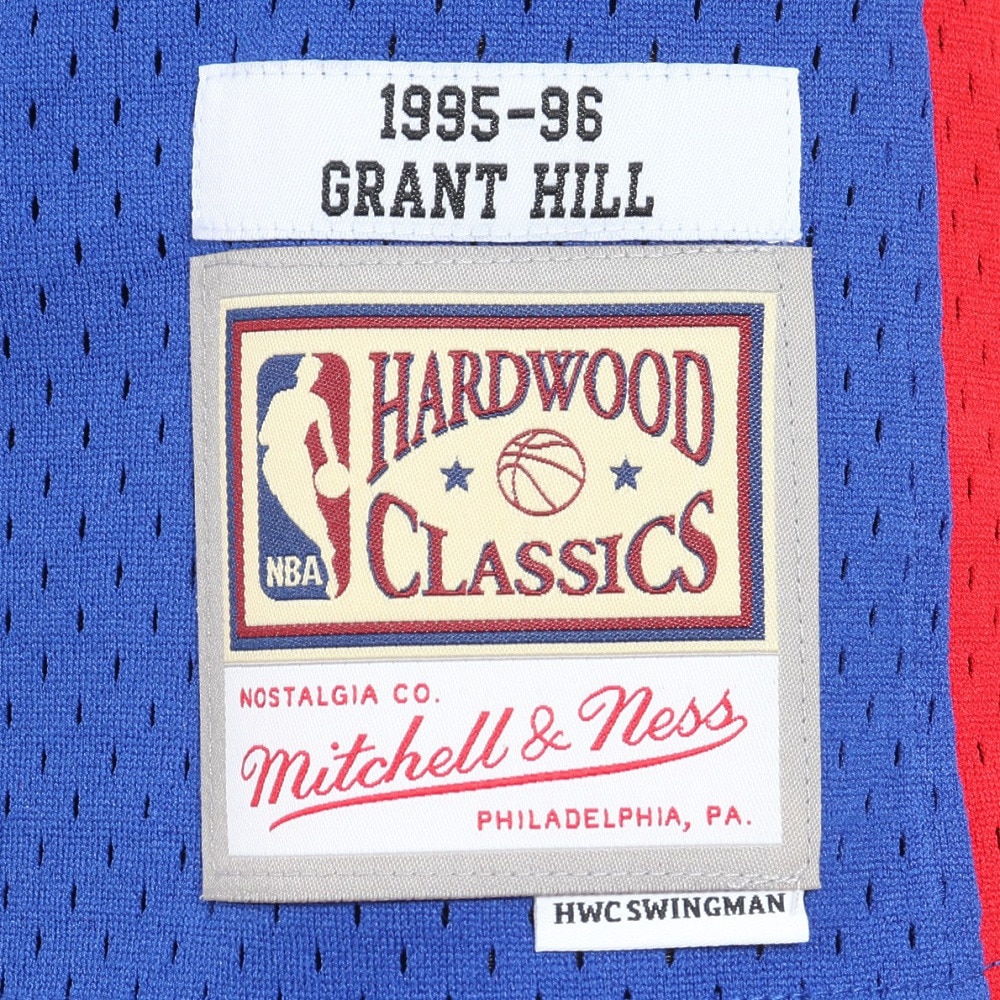 1995-96
GRANT HILL
HARDWOOD
CLASSICS
NBA
NOSTALGIA CO.
Mitchell & Ness
PHILADELPHIA, PA.
HWC SWINGMAN